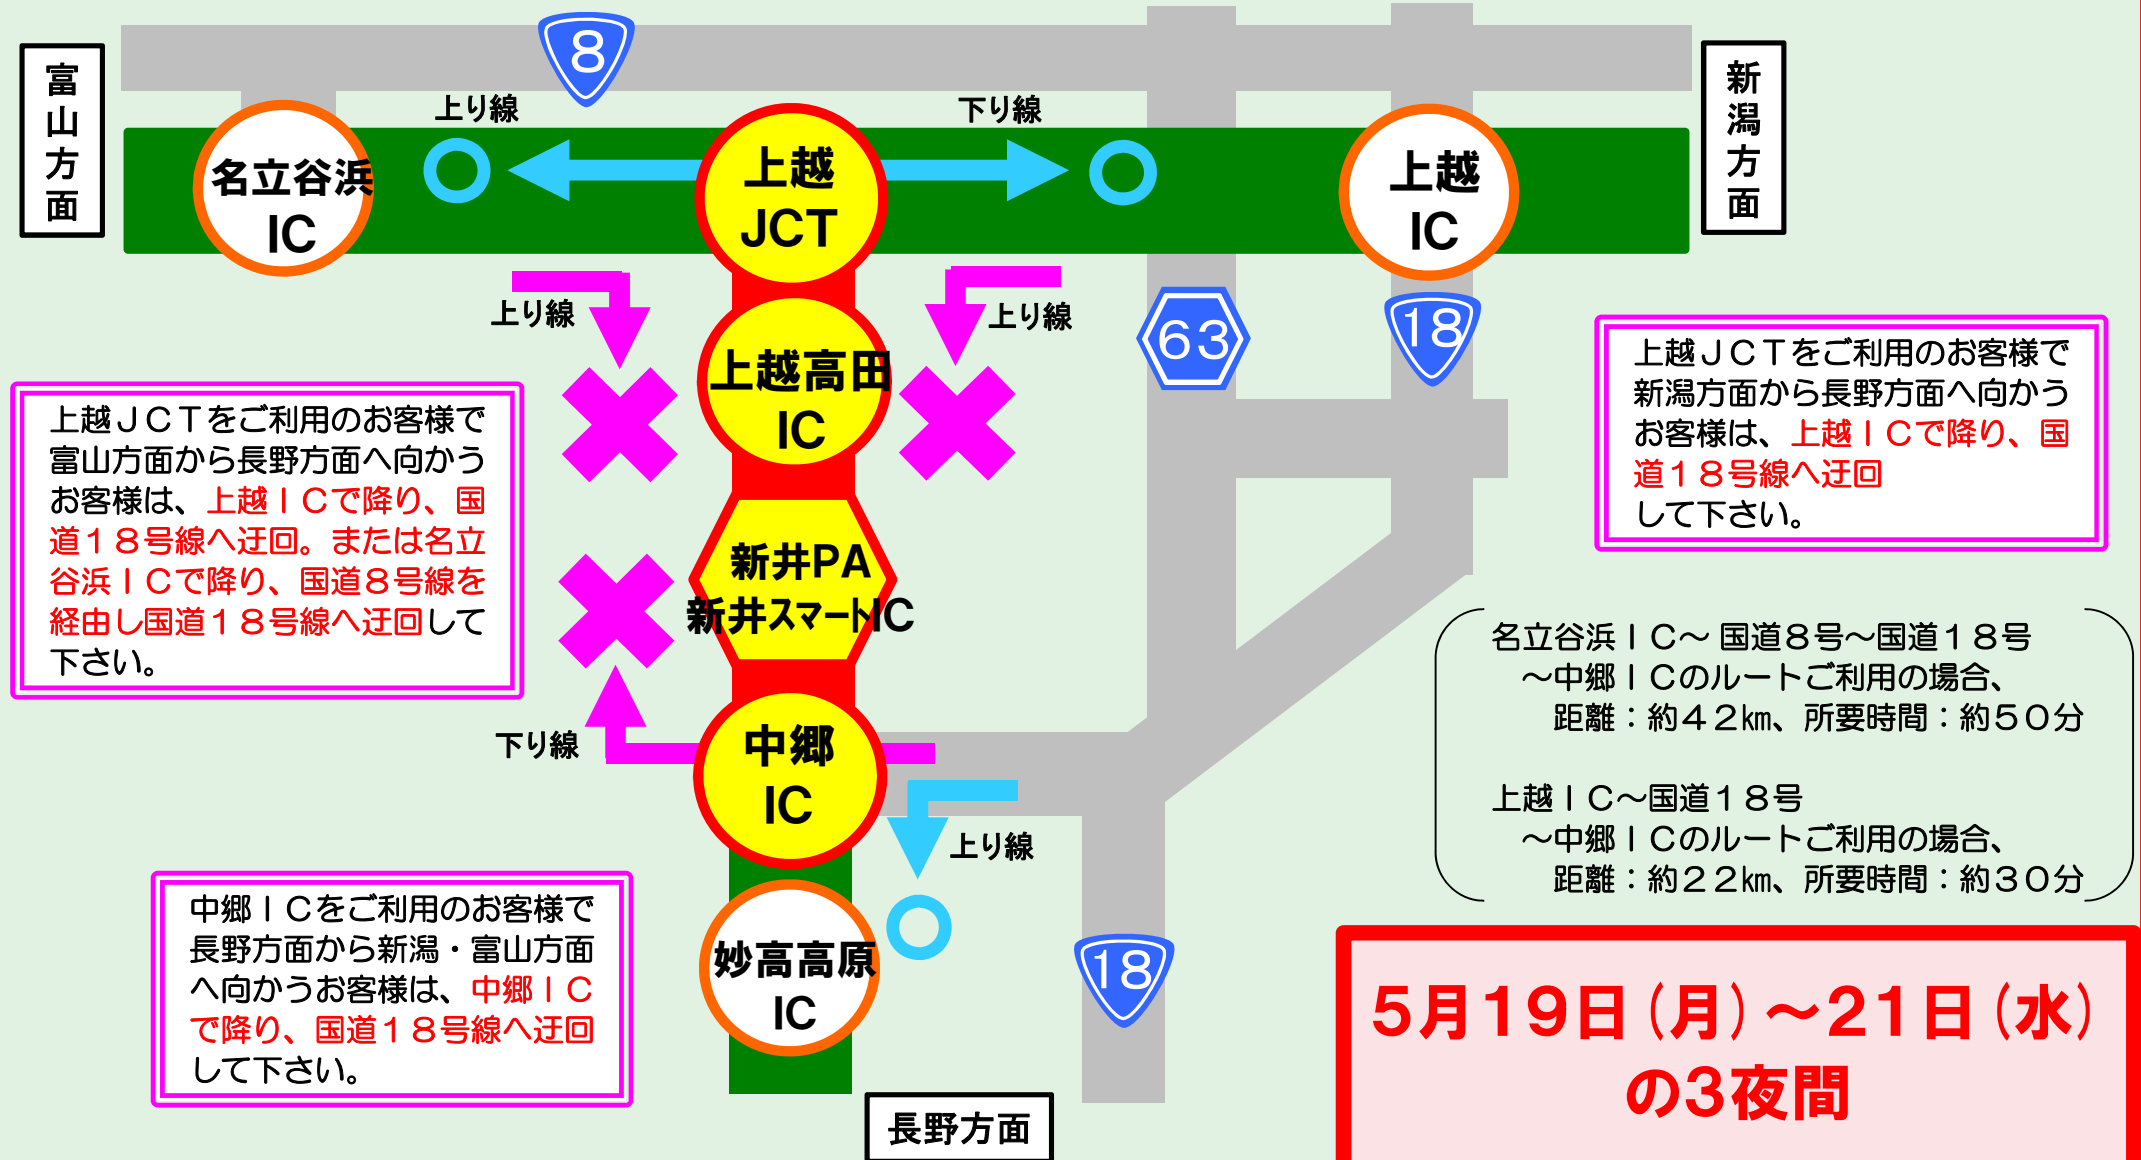 8
富山方面
新潟方面
上り線
下り線
名立谷浜
IC
上越
JCT
上越
IC
上り線
上り線
上越高田
IC
63
18
上越ＪＣＴをご利用のお客様で
新潟方面から長野方面へ向かう
お客様は、上越ＩＣで降り、国
道１８号線へ迂回
して下さい。
上越ＪＣＴをご利用のお客様で
富山方面から長野方面へ向かう
お客様は、上越ＩＣで降り、国
道１８号線へ迂回。または名立
谷浜ＩＣで降り、国道８号線を
経由し国道１８号線へ迂回して
下さい。
新井PA
新井スマートIC
名立谷浜ＩＣ～国道８号～国道１８号
～中郷ＩＣのルートご利用の場合、
距離：約４２㎞、所要時間：約５０分
上越ＩＣ～国道１８号
～中郷ＩＣのルートご利用の場合、
距離：約２２㎞、所要時間：約３０分
下り線
中郷
IC
上り線
中郷ＩＣをご利用のお客様で
長野方面から新潟・富山方面
へ向かうお客様は、中郷ＩＣ
で降り、国道１８号線へ迂回
して下さい。
妙高高原
IC
18
5月19日（月）～21日（水）
の3夜間
長野方面